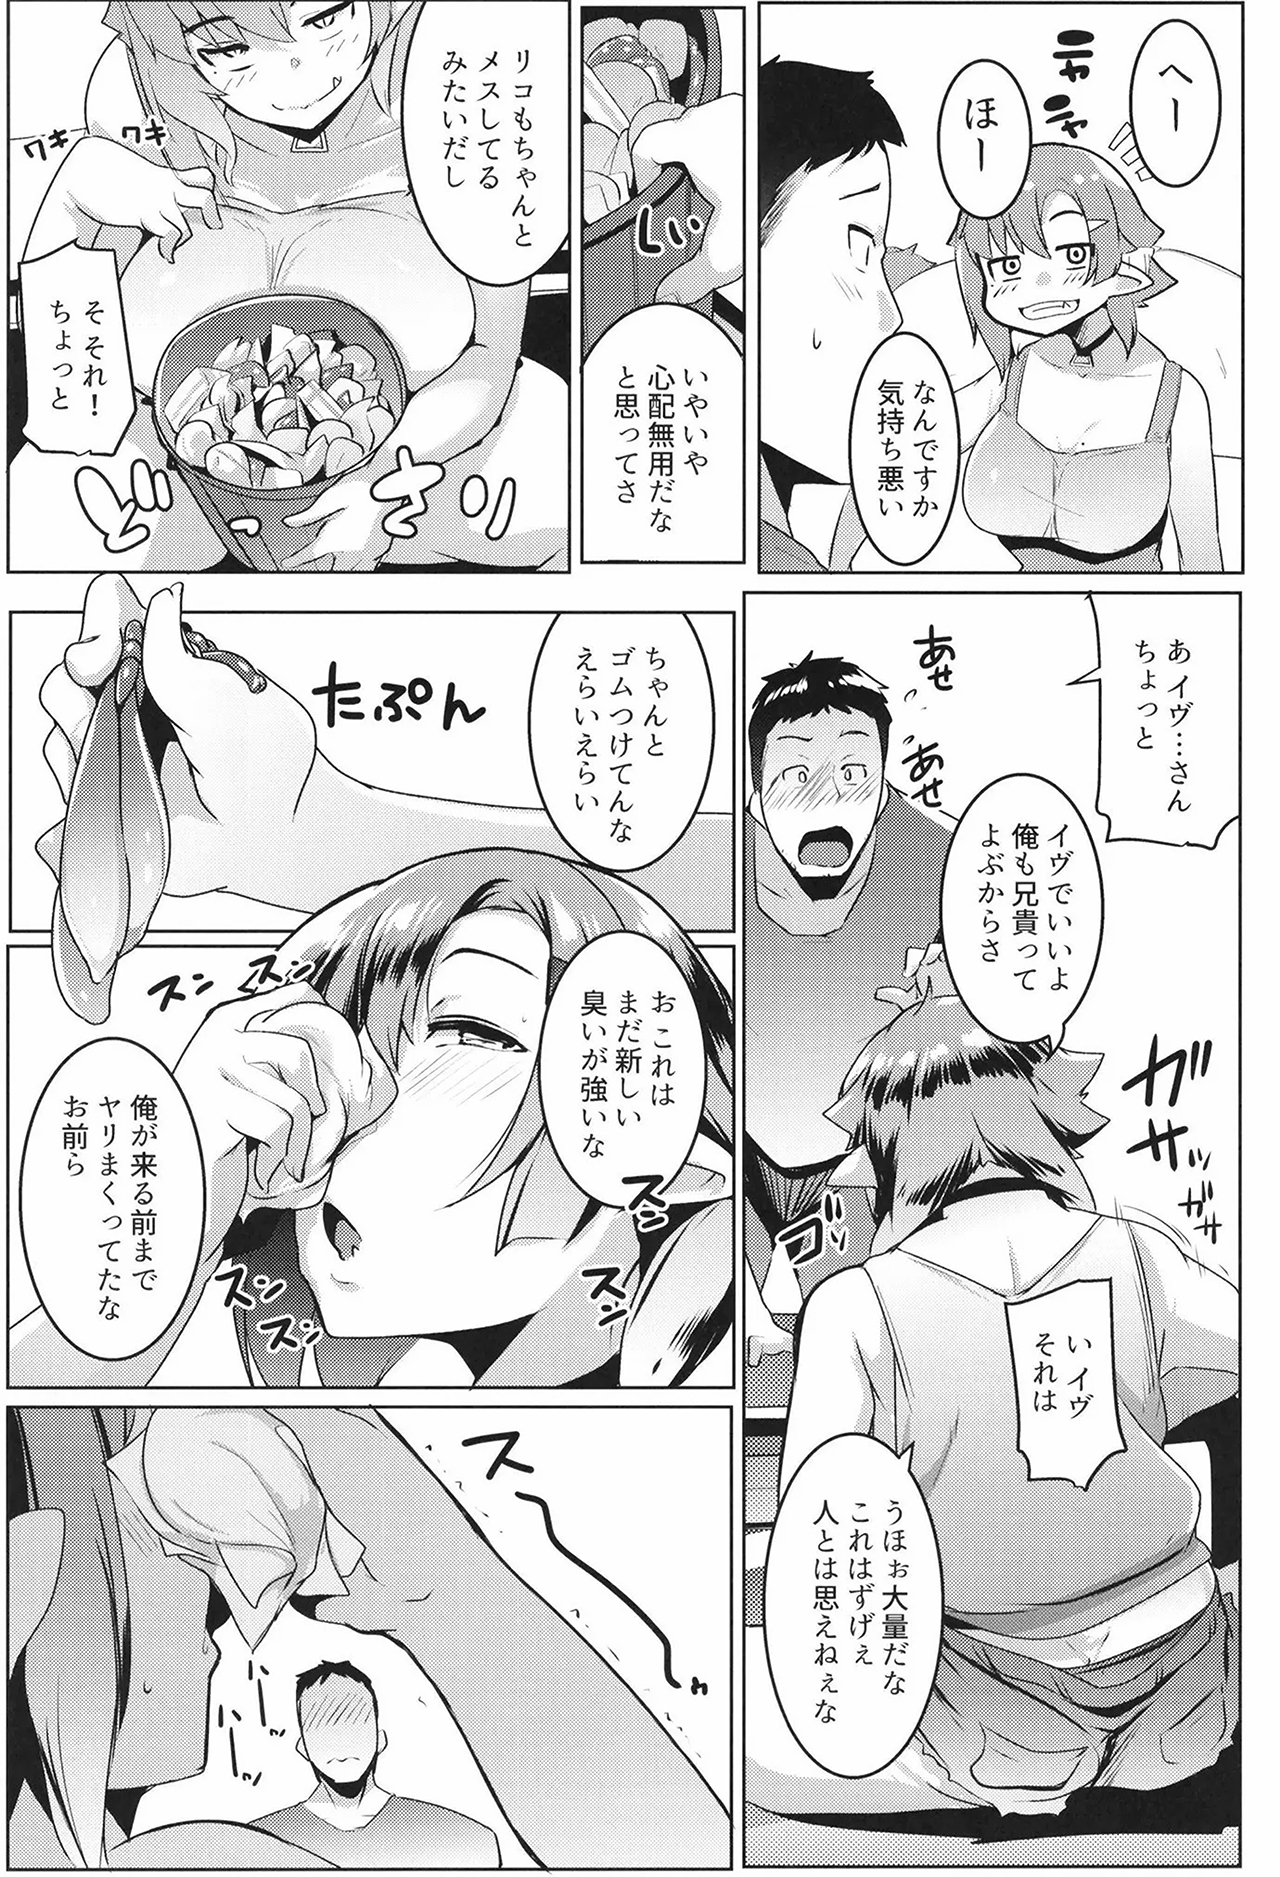 へー
ほー
ニヤ
ニヤ
なんですか
気持ち悪い
いやいや
心配無用だな
と思ってさ
ぐい
リコもちゃんと
メスしてる
みたいだし
ワキ
ワキ
そそれ！
ちょっと
どっさり
あイヴ…さん
ちょっと
あせ
あせ
イヴでいいよ
俺も兄貴って
よぶからさ
ガサ
ガサ
ゴソ
いイヴ
それは
うほぉ大量だな
これはずげぇ
人とは思えねぇな
ちゃんと
ゴムつけてんな
えらいえらい
たぷん
おこれは
まだ新しい
臭いが強いな
スン
スン
スン
スン
スン
スン
俺が来る前まで
ヤリまくってたな
お前ら
スーッ
じーッ
じーッ